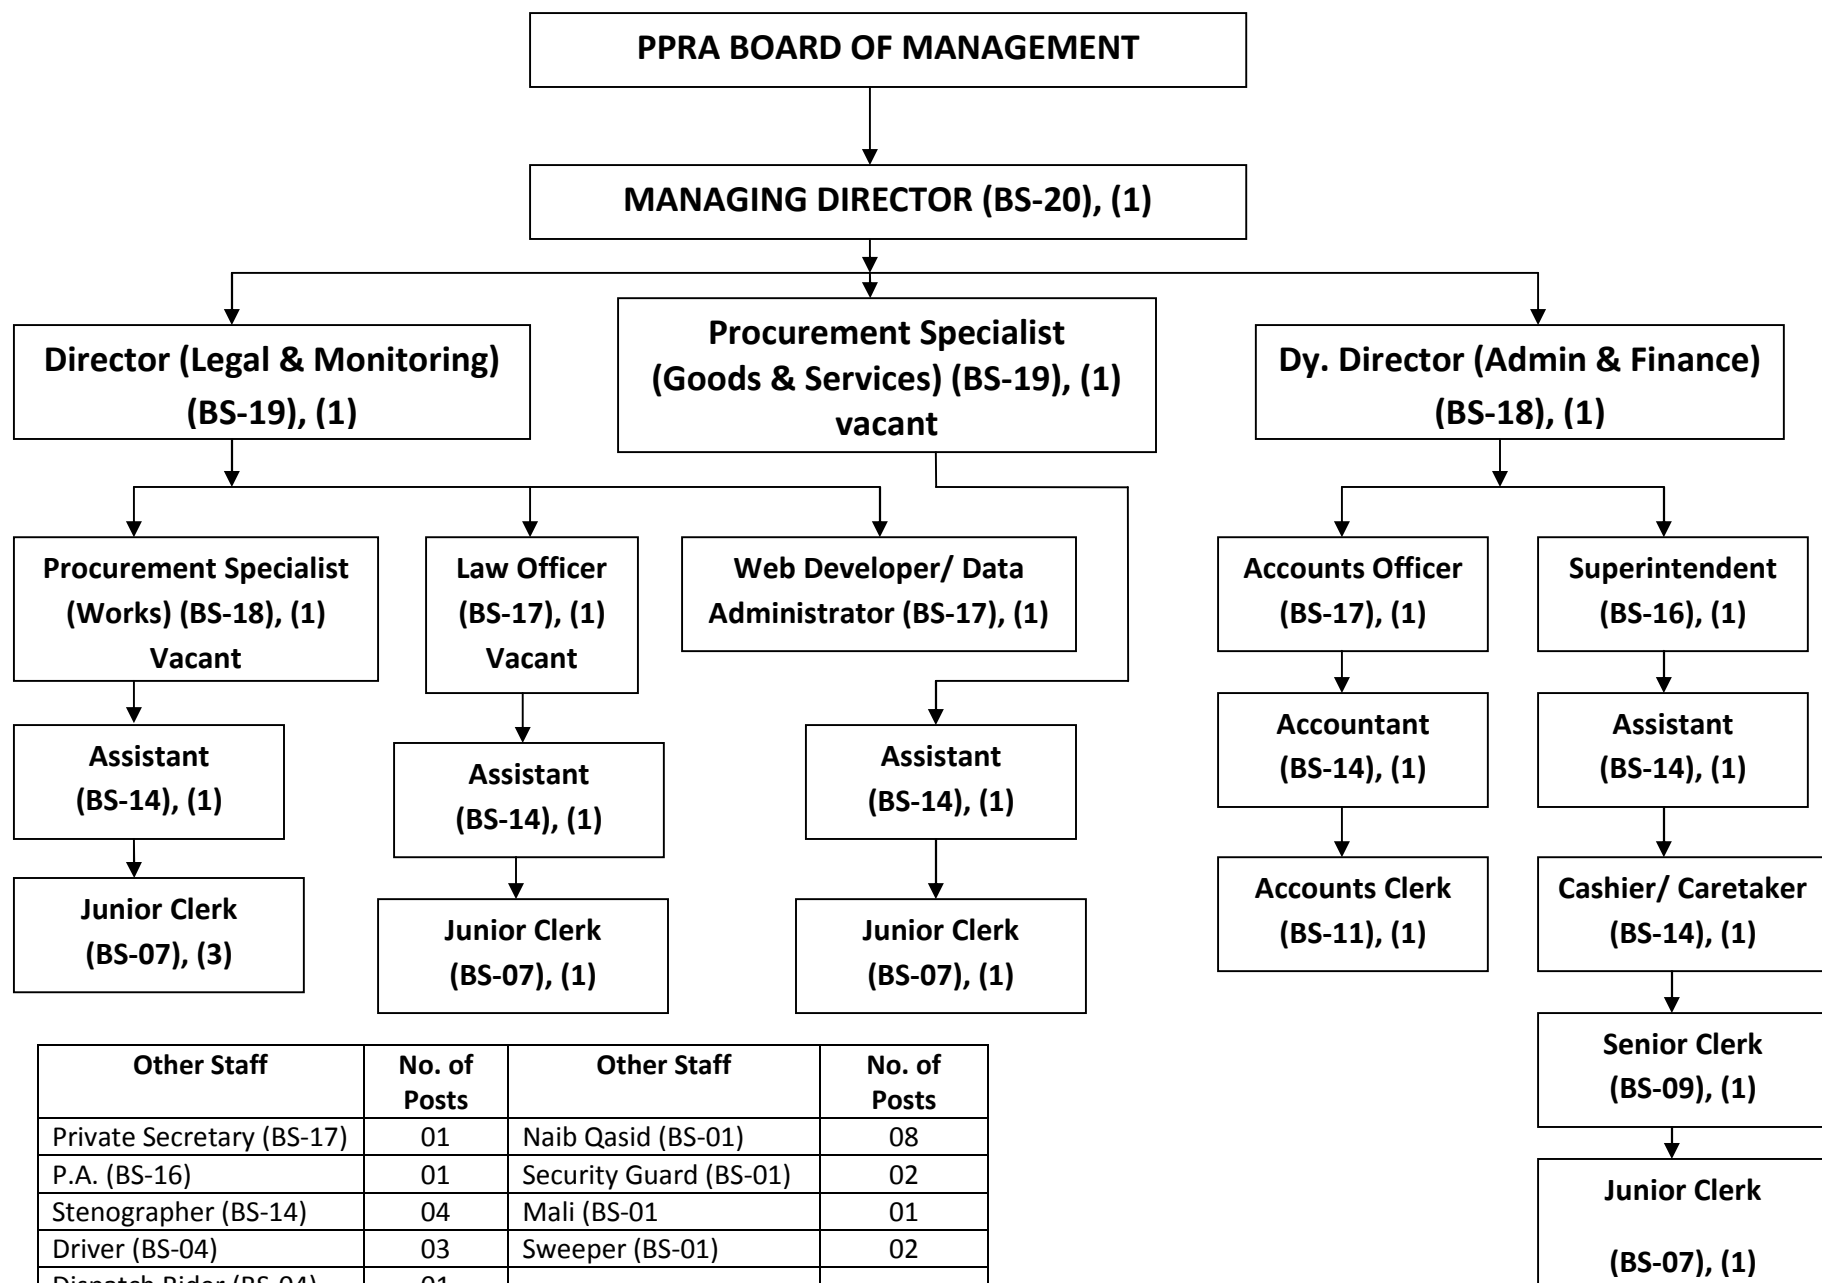 PPRA BOARD OF MANAGEMENT
MANAGING DIRECTOR (BS-20), (1)
Director (Legal & Monitoring)
(BS-19), (1)
Procurement Specialist
(Goods & Services) (BS-19), (1)
vacant
Dy. Director (Admin & Finance)
(BS-18), (1)
Procurement Specialist
(Works) (BS-18), (1)
Vacant
Law Officer
(BS-17), (1)
Vacant
Web Developer/ Data
Administrator (BS-17), (1)
Accounts Officer
(BS-17), (1)
Superintendent
(BS-16), (1)
Assistant
(BS-14), (1)
Assistant
(BS-14), (1)
Assistant
(BS-14), (1)
Accountant
(BS-14), (1)
Assistant
(BS-14), (1)
Junior Clerk
(BS-07), (3)
Junior Clerk
(BS-07), (1)
Junior Clerk
(BS-07), (1)
Accounts Clerk
(BS-11), (1)
Cashier/ Caretaker
(BS-14), (1)
Senior Clerk
(BS-09), (1)
Junior Clerk
(BS-07), (1)
Other Staff No. of Posts Other Staff No. of Posts
Private Secretary (BS-17) 01 Naib Qasid (BS-01) 08
P.A. (BS-16) 01 Security Guard (BS-01) 02
Stenographer (BS-14) 04 Mali (BS-01 01
Driver (BS-04) 03 Sweeper (BS-01) 02
Dispatch Rider (BS-04) 01